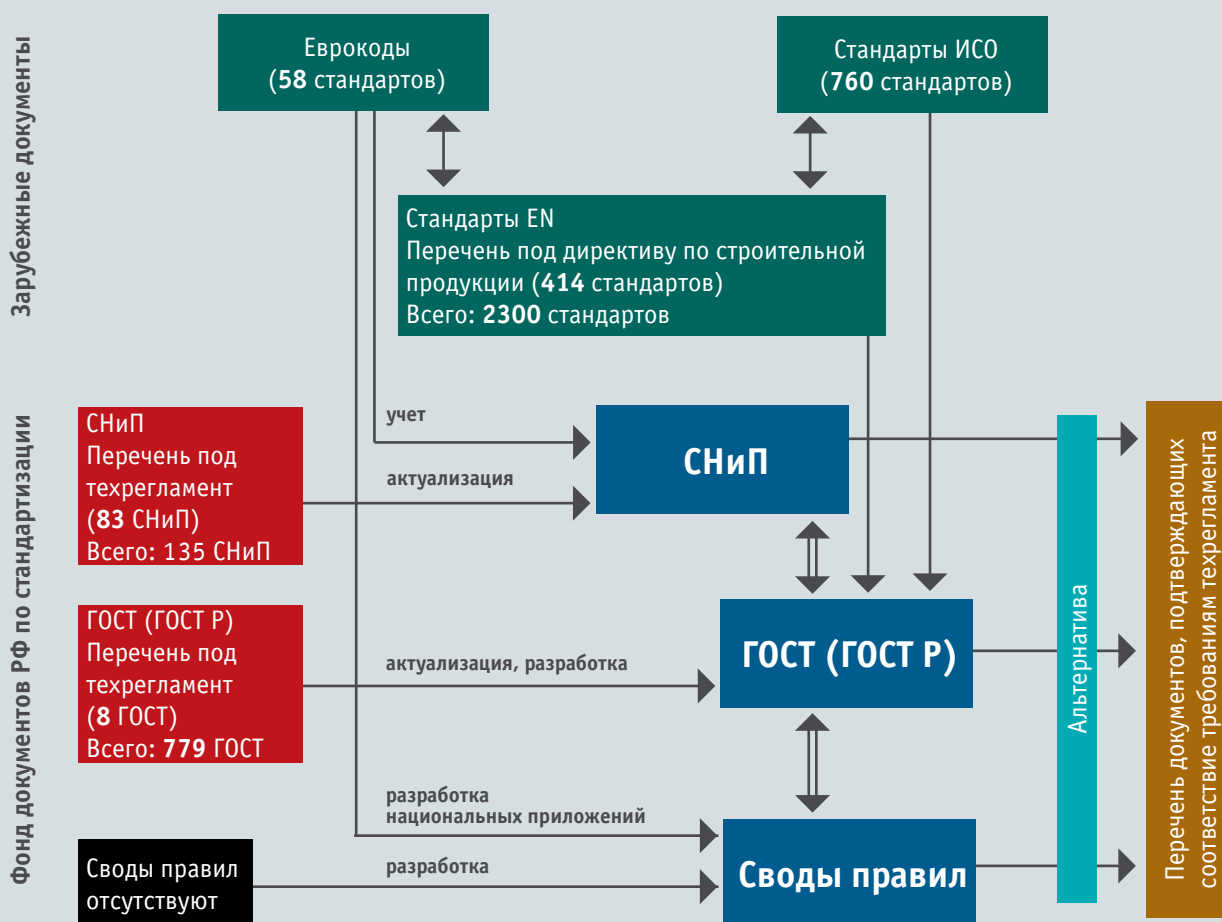 Зарубежные документы
Еврокоды
(58 стандартов)
Стандарты ИСО
(760 стандартов)
Стандарты EN
Перечень под директиву по строительной
продукции (414 стандартов)
Всего: 2300 стандартов
Фонд документов РФ по стандартизации
СНиП
Перечень под
техрегламент
(83 СНиП)
Всего: 135 СНиП
учет
актуализация
СНиП
ГОСТ (ГОСТ Р)
Перечень под
техрегламент
(8 ГОСТ)
Всего: 779 ГОСТ
актуализация, разработка
ГОСТ (ГОСТ Р)
разработка
национальных приложений
Своды правил
отсутствуют
разработка
Своды правил
Альтернатива
Перечень документов, подтверждающих
соответствие требованиям техрегламента